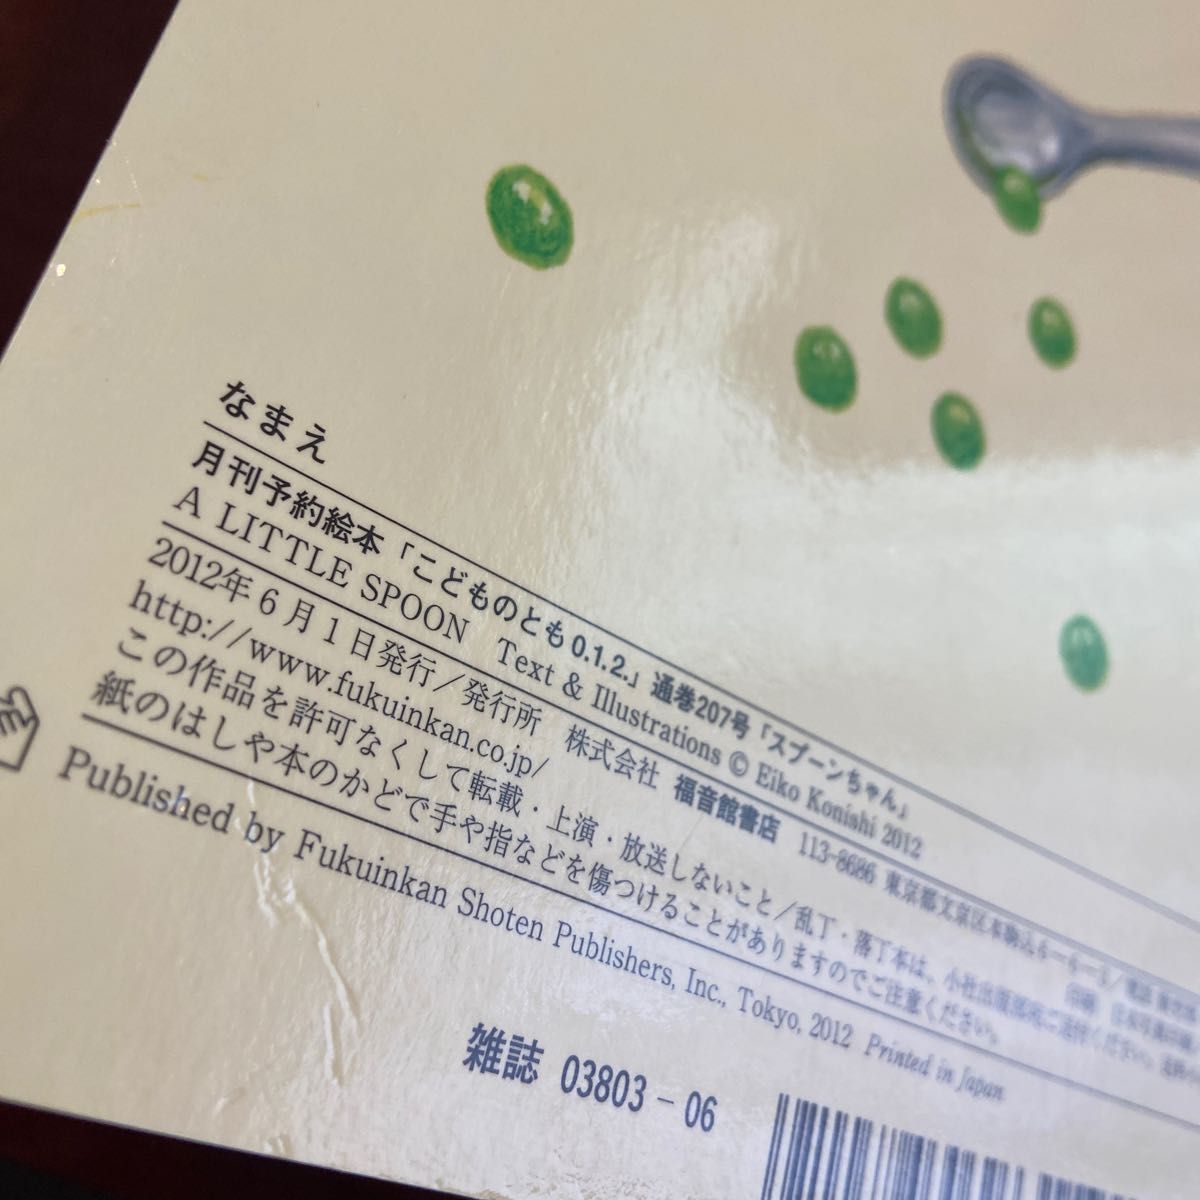 なまえ
月刊予約絵本「こどものとも0.1.2.」通巻207号「スプーンちゃん」
A LITTLE SPOON Text & Illustrations © Eiko Konishi 2012
2012年6月1日発行/発行所 株式会社 福音館書店 113-8686 東京都文京区本駒込6-6-3/電話
http://www.fukuinkan.co.jp/ 印刷
この作品を許可なくして転載・上演・放送しないこと/乱丁・落丁本は、小社出版部宛ご送付ください。
紙のはしや本のかどで手や指などを傷つけることがありますのでご注意ください。
Published by Fukuinkan Shoten Publishers, Inc., Tokyo, 2012 Printed in Japan
雑誌 03803-06